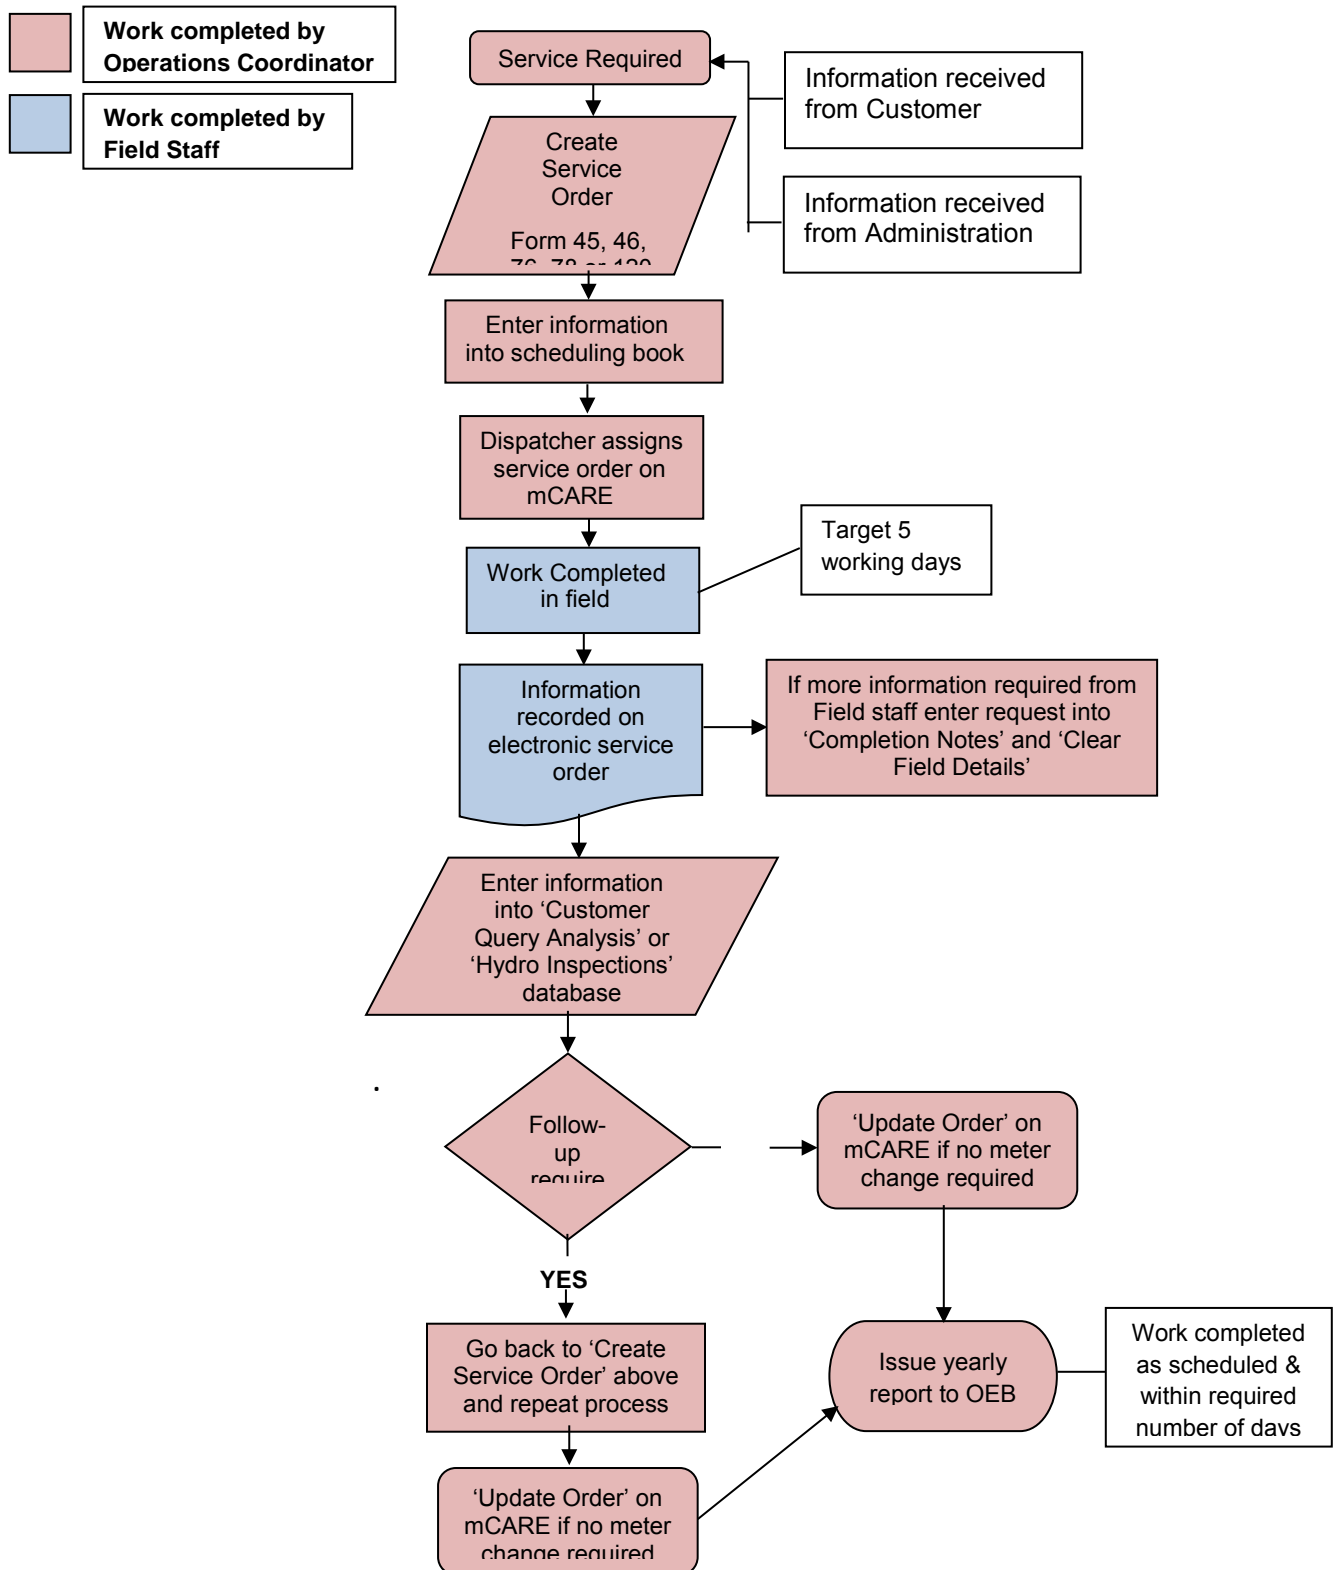 Work completed by
Operations Coordinator
Work completed by
Field Staff
Service Required
Information received
from Customer
Create
Service
Order
Form 45, 46,
76, 78 or 120
Information received
from Administration
Enter information
into scheduling book
Dispatcher assigns
service order on
mCARE
Target 5
working days
Work Completed
in field
Information
recorded on
electronic service
order
If more information required from
Field staff enter request into
‘Completion Notes’ and ‘Clear
Field Details’
Enter information
into ‘Customer
Query Analysis’ or
‘Hydro Inspections’
database
Follow-
up
require
‘Update Order’ on
mCARE if no meter
change required
YES
Go back to ‘Create
Service Order’ above
and repeat process
Issue yearly
report to OEB
Work completed
as scheduled &
within required
number of days
‘Update Order’ on
mCARE if no meter
change required